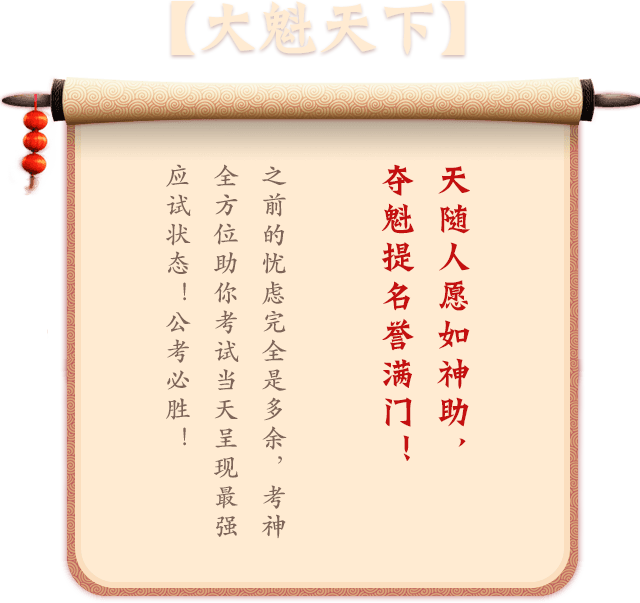 【大魁天下】
天随人愿如神助，
夺魁提名誉满门！
之前的忧虑完全是多余，考神
全方位助你考试当天呈现最强
应试状态！公考必胜！